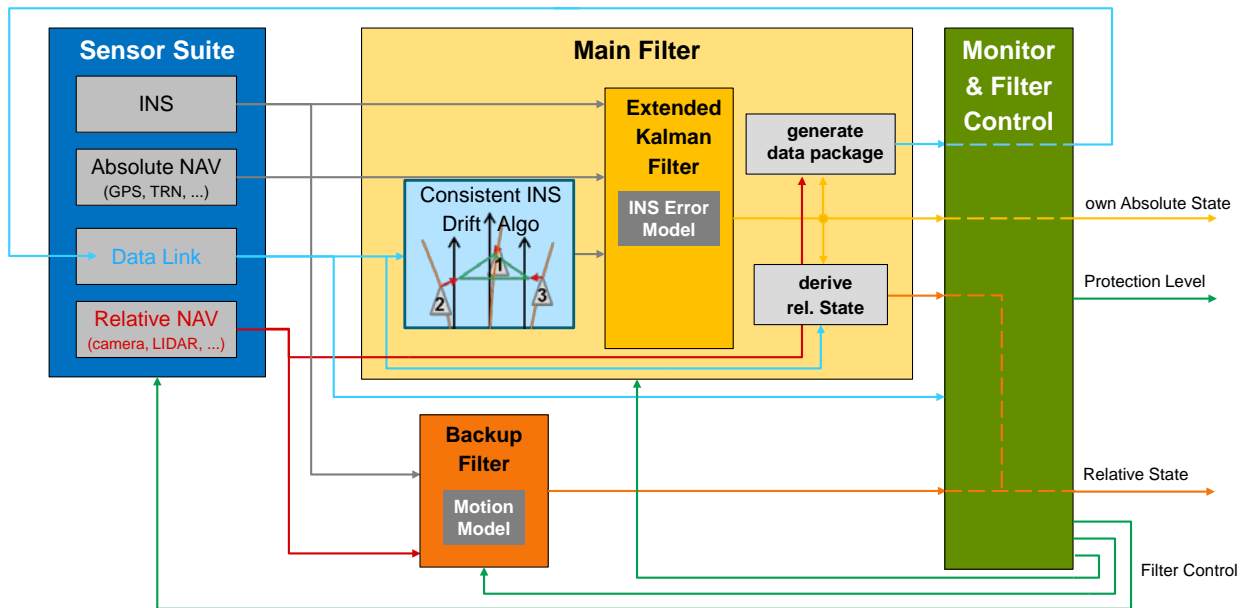 Sensor Suite
INS
Absolute NAV
(GPS, TRN, ...)
Data Link
Relative NAV
(camera, LIDAR, ...)
Main Filter
Consistent INS
Drift Algo
1
2
3
Extended
Kalman
Filter
INS Error
Model
generate
data package
derive
rel. State
Backup
Filter
Motion
Model
Monitor
& Filter
Control
own Absolute State
Protection Level
Relative State
Filter Control